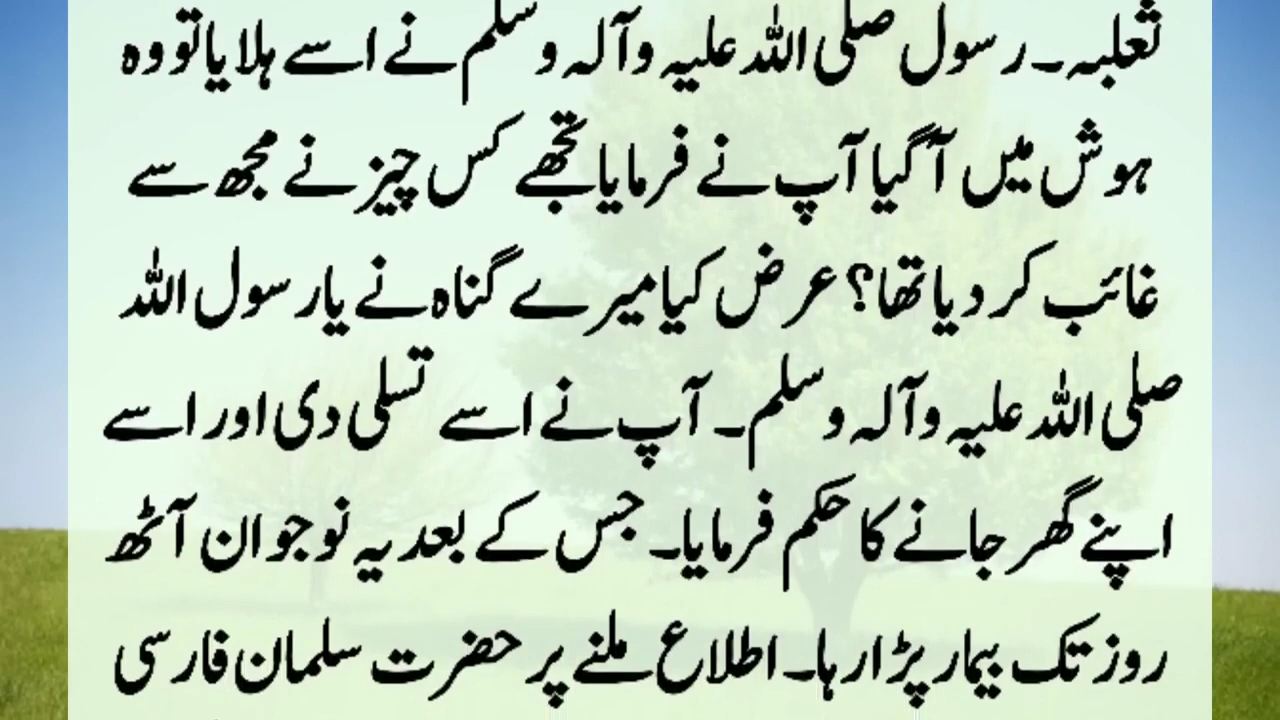 ثعلبہ۔ رسول صلی اللہ علیہ وآلہ وسلم نے اسے ہلایا تو وہ
ہوش میں آگیا آپ نے فرمایا تجھے کس چیز نے مجھ سے
غائب کر دیا تھا؟ عرض کیا میرے گناہ نے یا رسول اللہ
صلی اللہ علیہ وآلہ وسلم۔ آپ نے اسے تسلی دی اور اسے
اپنے گھر جانے کا حکم فرمایا۔ جس کے بعد یہ نوجوان آٹھ
روز تک بیمار پڑا رہا۔ اطلاع ملنے پر حضرت سلمان فارسی